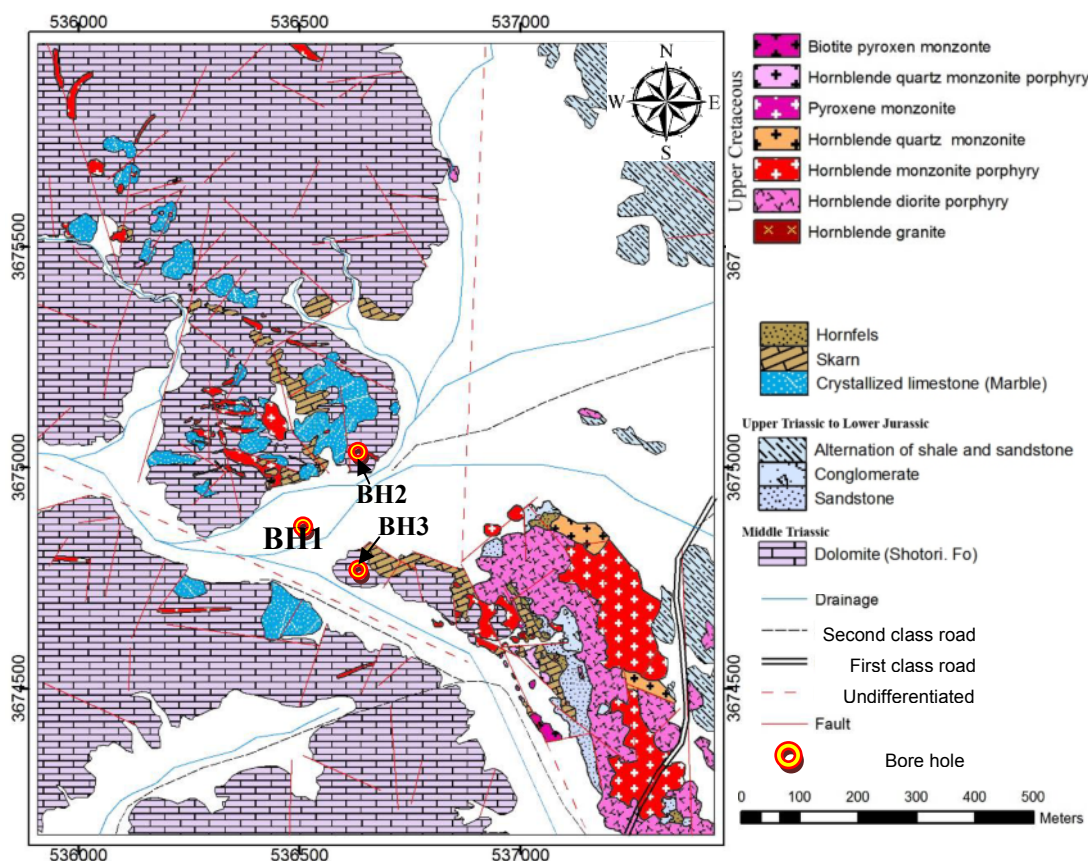 536000 536500 537000
N
W E
S
3675500
3675000
3674500
367
3675000
3674500
BH2
BH3
BH1
536000 536500 537000
Upper Cretaceous
Biotite pyroxen monzonte
Hornblende quartz monzonite porphyry
Pyroxene monzonite
Hornblende quartz monzonite
Hornblende monzonite porphyry
Hornblende diorite porphyry
Hornblende granite
Hornfels
Skarn
Crystallized limestone (Marble)
Upper Triassic to Lower Jurassic
Alternation of shale and sandstone
Conglomerate
Sandstone
Middle Triassic
Dolomite (Shotori. Fo)
Drainage
Second class road
First class road
Undifferentiated
Fault
Bore hole
0 100 200 300 400 500
Meters